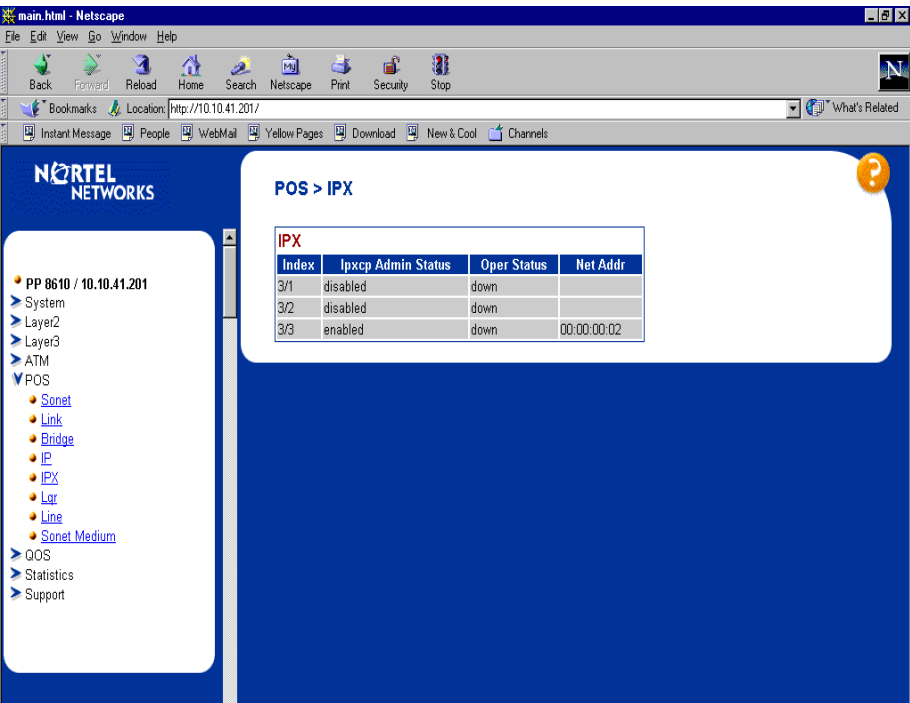 main.html - Netscape
File Edit View Go Window Help
Back Forward Reload Home Search Netscape Print Security Stop
My
N
Bookmarks Location: http://10.10.41.201/ What's Related
Instant Message People WebMail Yellow Pages Download New & Cool Channels
NORTEL
NETWORKS
POS > IPX
?
IPX
Index Ipxcp Admin Status Oper Status Net Addr
3/1 disabled down
3/2 disabled down
3/3 enabled down 00:00:00:02
PP 8610 / 10.10.41.201
System
Layer2
Layer3
ATM
POS
Sonet
Link
Bridge
IP
IPX
Lqr
Line
Sonet Medium
QOS
Statistics
Support